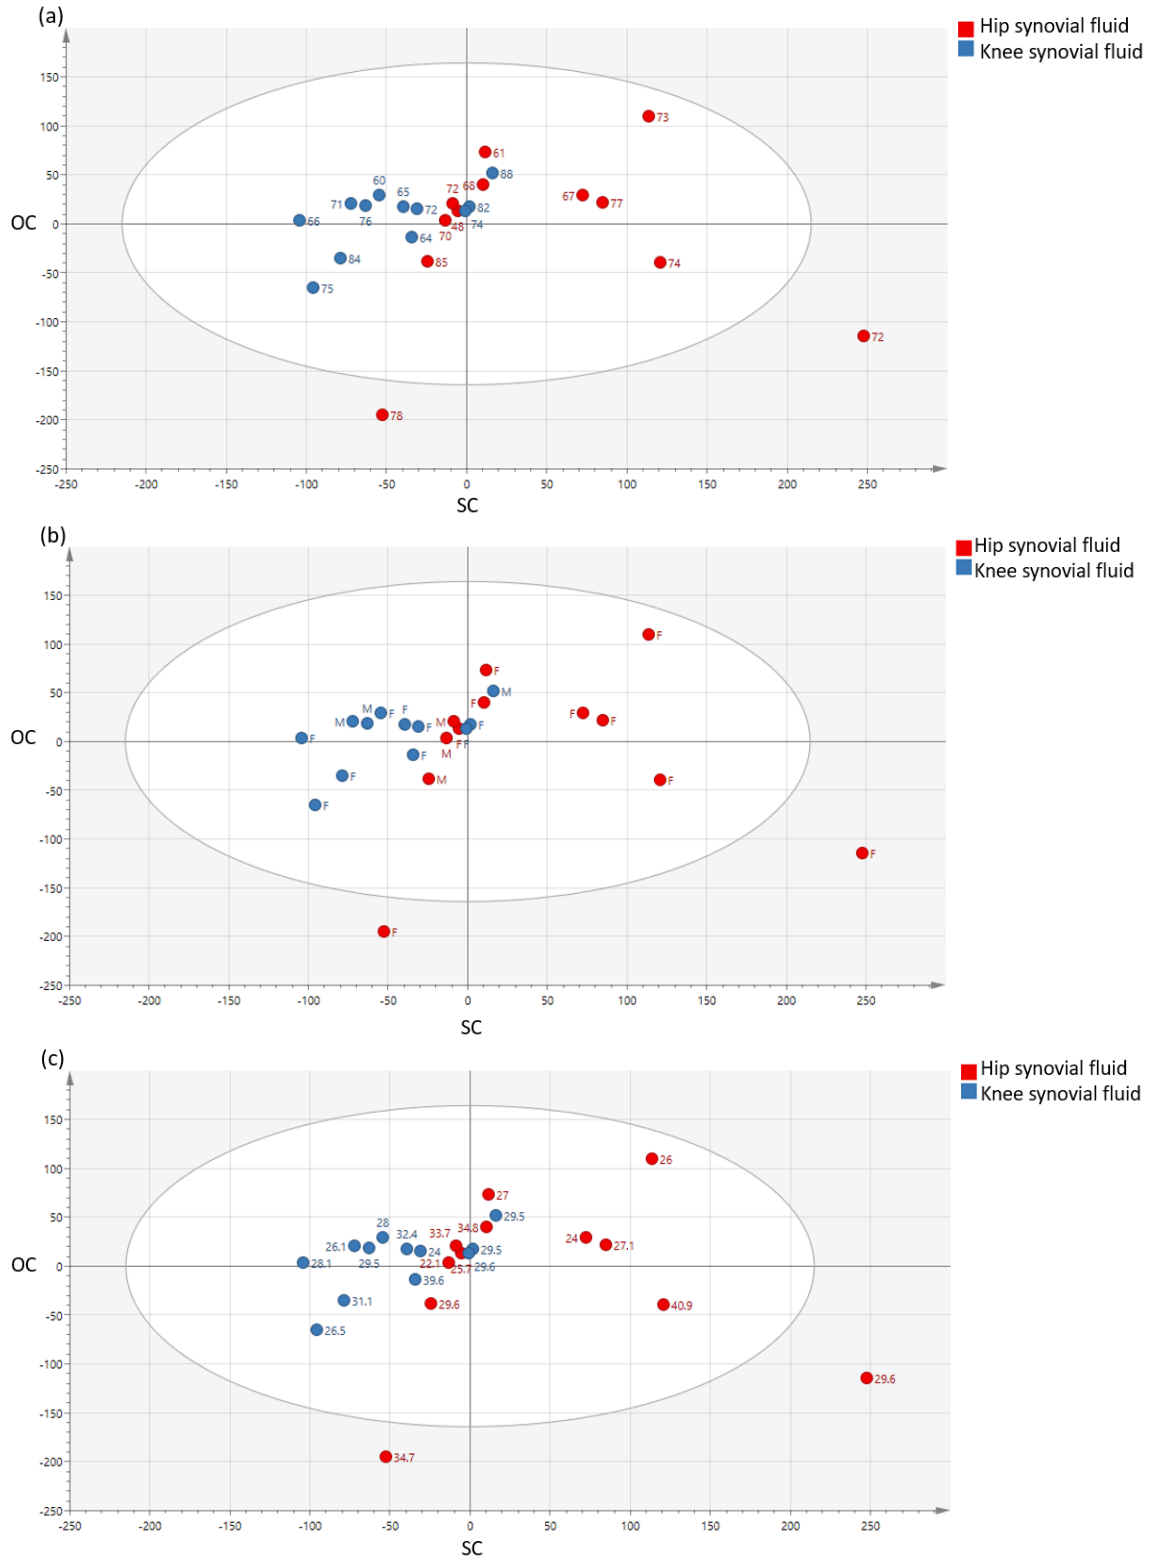 (a)
Hip synovial fluid
Knee synovial fluid
150
100
50
0
-50
-100
-150
-200
-250
OC
73
61
88
60
72
68
65
67
77
71
66
76
72
82
74
48
70
64
84
85
74
75
72
78
-250 -200 -150 -100 -50 0 50 100 150 200 250
SC
(b)
Hip synovial fluid
Knee synovial fluid
150
100
50
0
-50
-100
-150
-200
-250
OC
F
F
M
F
M
F
F
F
F
M
F
M
F
F
F
F
M
F
F
M
F
F
F
F
-250 -200 -150 -100 -50 0 50 100 150 200 250
SC
(c)
Hip synovial fluid
Knee synovial fluid
150
100
50
0
-50
-100
-150
-200
-250
OC
26
27
29.5
28
32.4
33.7
34.8
24
27.1
26.1
24
29.5
28.1
29.5
22.1
25.7
29.6
39.6
31.1
29.6
40.9
26.5
29.6
34.7
-250 -200 -150 -100 -50 0 50 100 150 200 250
SC